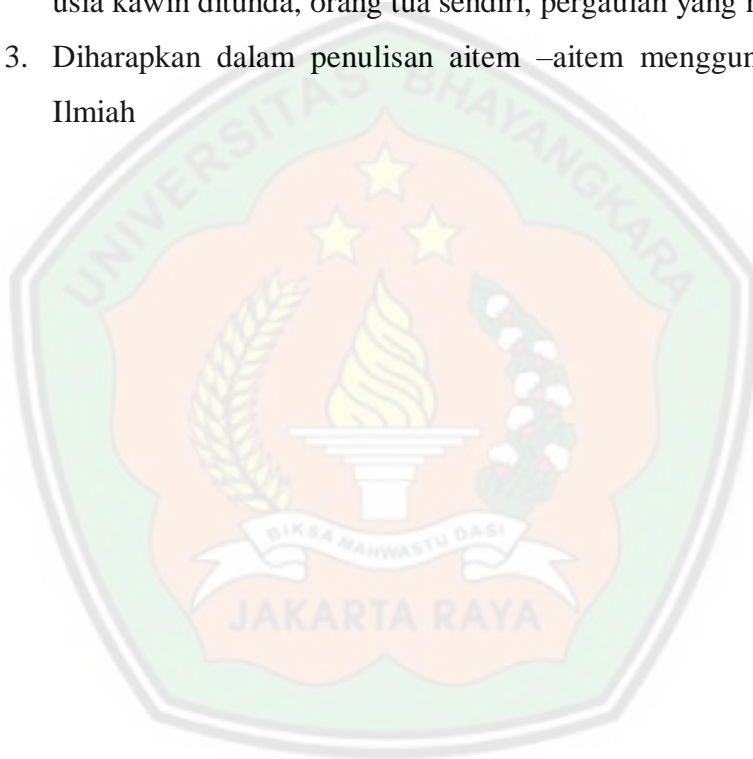 usia kawin ditunda, orang tua sendiri, pergaulan yang
3. Diharapkan dalam penulisan aitem –aitem
Ilmiah
UNIVERSITAS BHAYANGKARA
BIKSA MAHWASTU DASI
JAKARTA RAYA